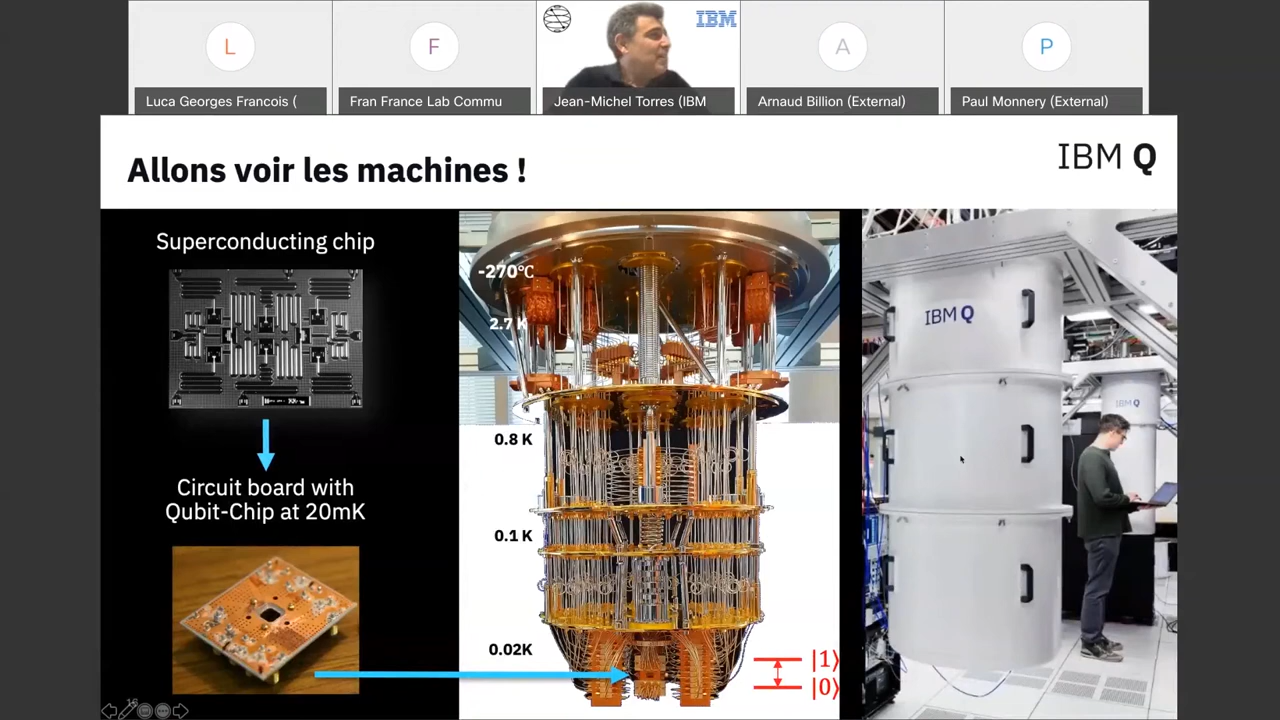 L
F
IBM
A
P
Luca Georges Francois (
Fran France Lab Commu
Jean-Michel Torres (IBM
Arnaud Billion (External)
Paul Monnery (External)
Allons voir les machines !
IBM Q
Superconducting chip
-270°C
2.7 K
0.8 K
Circuit board with
Qubit-Chip at 20mK
0.1 K
0.02K
|1⟩
|0⟩
IBM Q
IBM Q